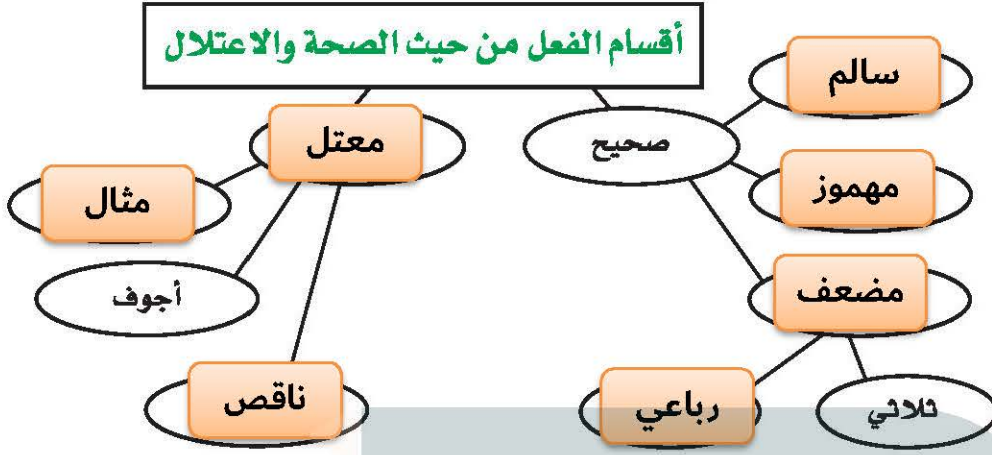 أقسام الفعل من حيث الصحة والاعتلال
سالم
صحيح
معتل
مهموز
مثال
مضعف
أجوف
ناقص
رباعي
ثلاثي